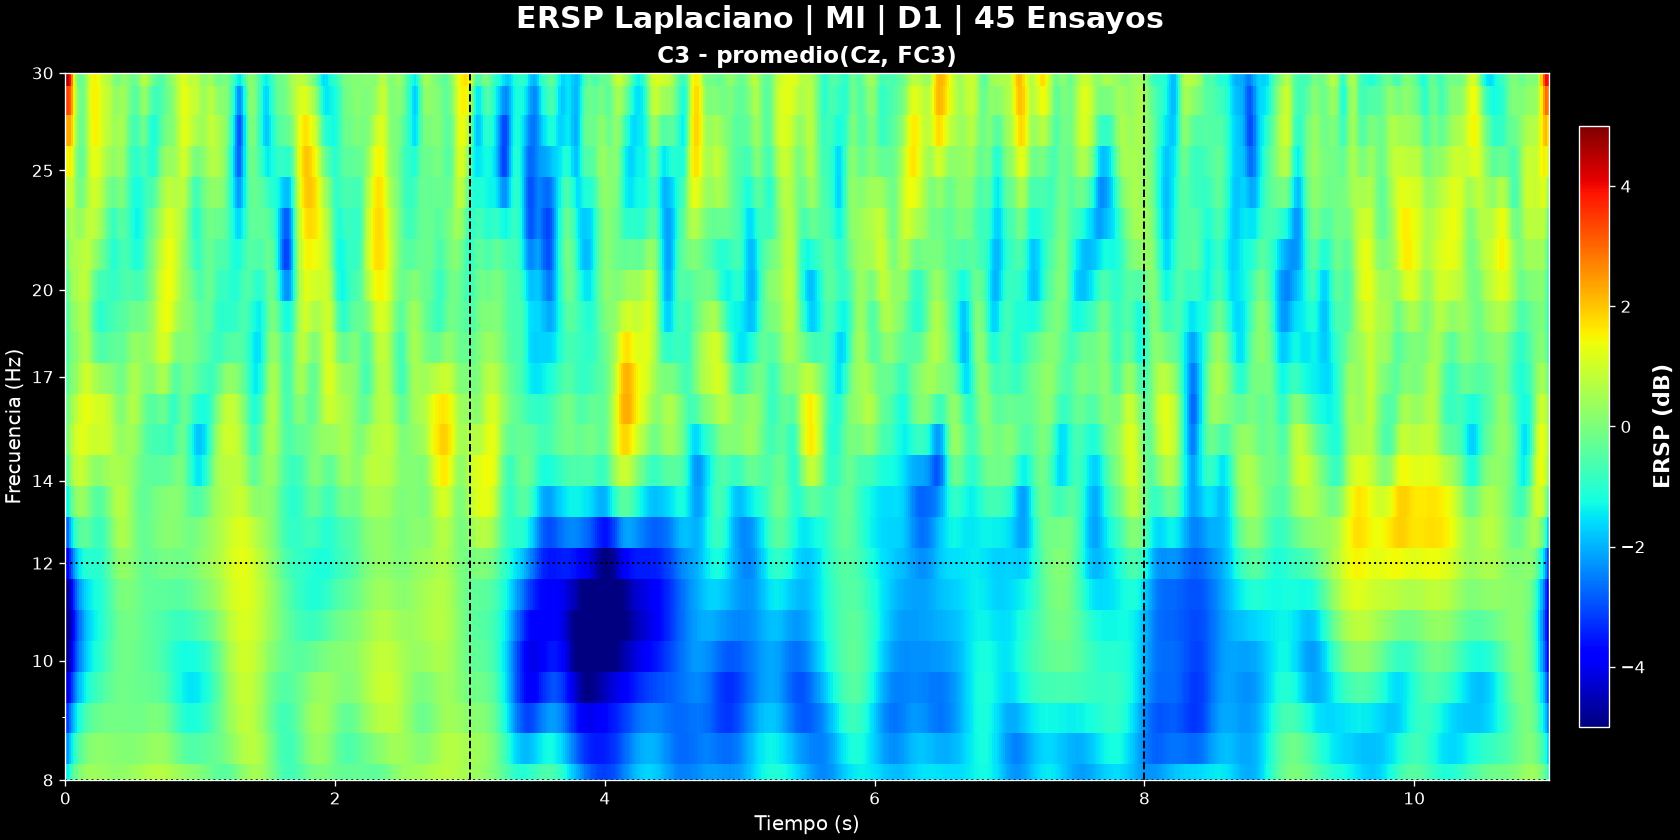 ERSP Laplaciano | MI | D1 | 45 Ensayos
C3 - promedio(Cz, FC3)
Frecuencia (Hz)
30
25
20
17
14
12
10
8
0 2 4 6 8 10
Tiempo (s)
4
2
0
−2
−4
ERSP (dB)